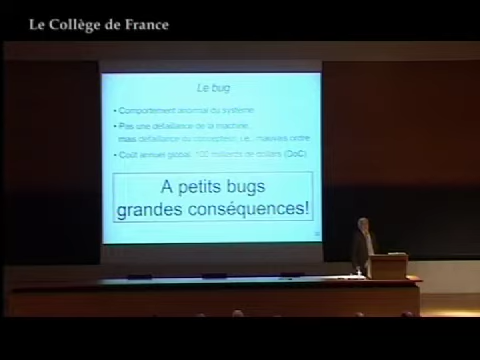 Le Collège de France
Le bug
• Comportement anormal du système
• Pas une défaillance de la machine,
mais défaillance du concepteur, i.e., mauvais ordre
• Coût annuel global: 100 milliards de dollars (DoC)
A petits bugs
grandes conséquences!